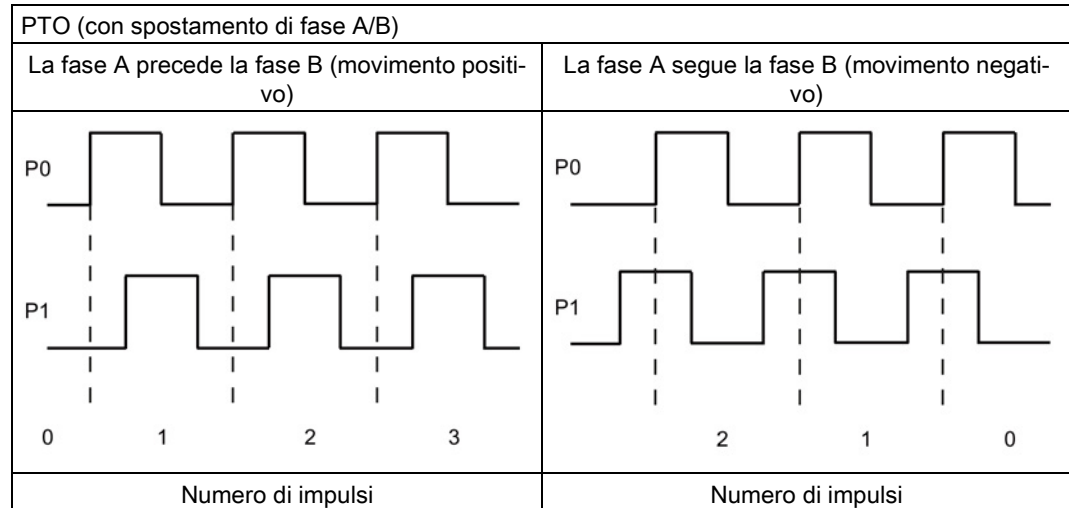 PTO (con spostamento di fase A/B)
La fase A precede la fase B (movimento positi-
vo)
La fase A segue la fase B (movimento negati-
vo)
P0
P1
0 1 2 3
P0
P1
2 1 0
Numero di impulsi
Numero di impulsi